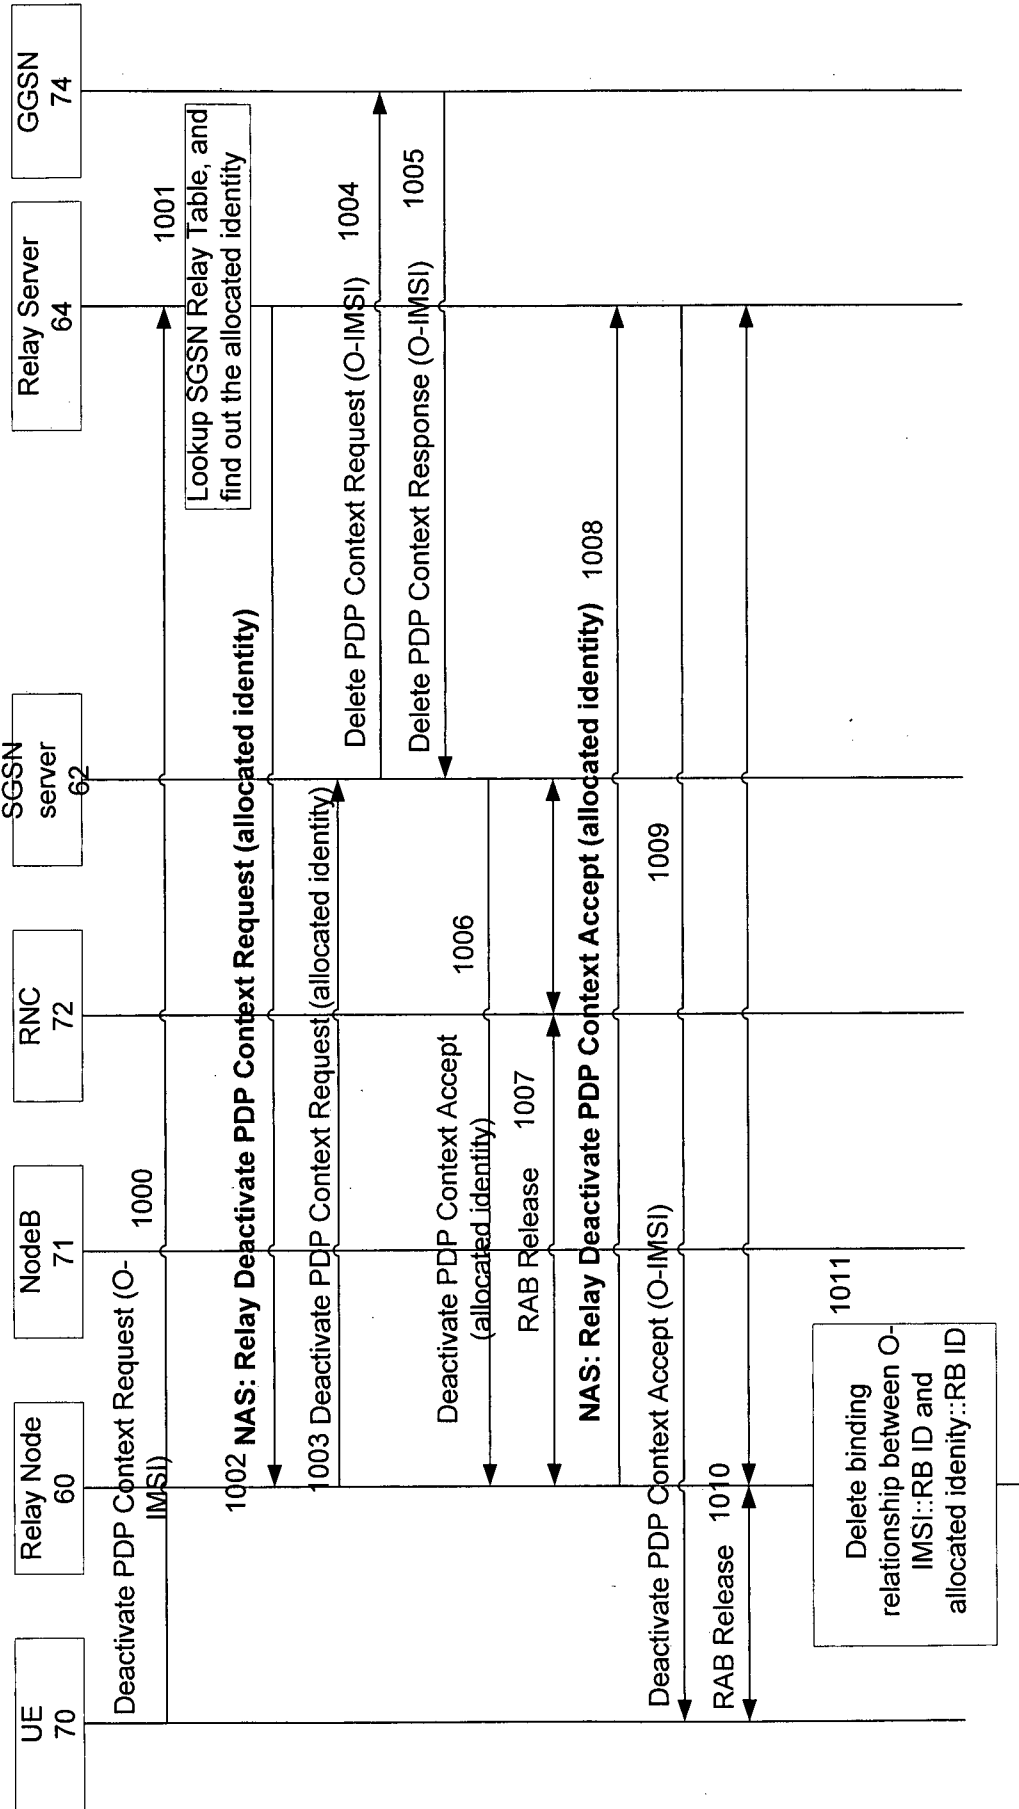 UE
70
Relay Node
60
NodeB
71
RNC
72
SGSN
server
62
Relay Server
64
GGSN
74
Deactivate PDP Context Request (O-
IMSI)
1000
1001
Lookup SGSN Relay Table, and
find out the allocated identity
1002
NAS: Relay Deactivate PDP Context Request (allocated identity)
1003 Deactivate PDP Context Request (allocated identity)
Delete PDP Context Request (O-IMSI)
1004
Delete PDP Context Response (O-IMSI)
1005
Deactivate PDP Context Accept
(allocated identity)
1006
RAB Release
1007
NAS: Relay Deactivate PDP Context Accept (allocated identity)
1008
Deactivate PDP Context Accept (O-IMSI)
1009
RAB Release
1010
1011
Delete binding
relationship between O-
IMSI::RB ID and
allocated idenity::RB ID